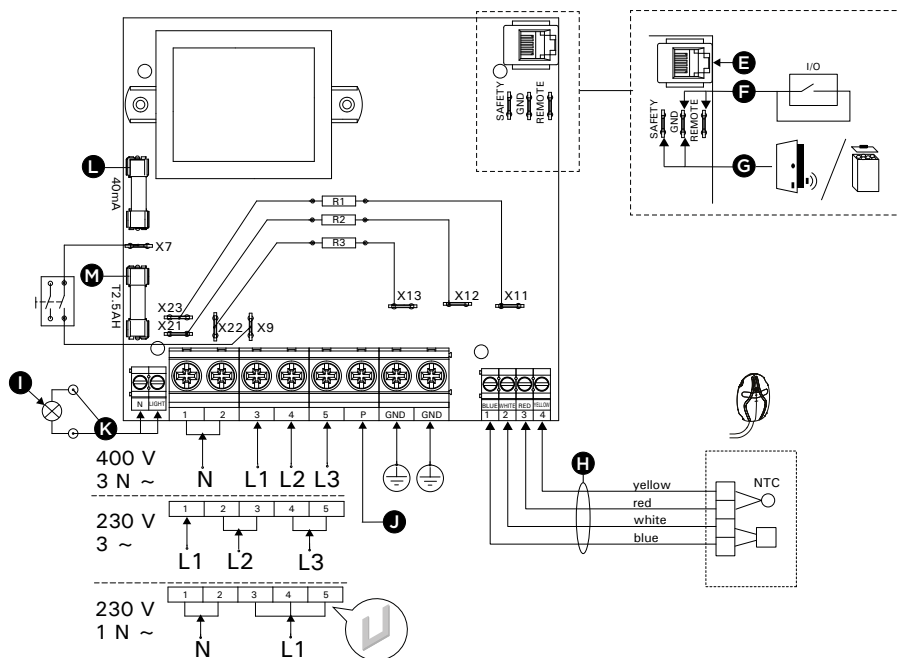 SAFETY
GND
REMOTE
SAFETY
GND
REMOTE
E
F
I/O
G
L
40mA
R1
R2
R3
X7
M
T2.5AH
X23
X21
X22
X9
X13
X12
X11
I
K
N LIGHT
1 2 3 4 5 P GND GND
BLUE WHITE RED YELLOW
1 2 3 4
400 V
3 N ~
N L1 L2 L3
J
H
yellow
red
white
blue
NTC
230 V
3 ~
1 2 3 4 5
L1 L2 L3
230 V
1 N ~
1 2 3 4 5
N L1